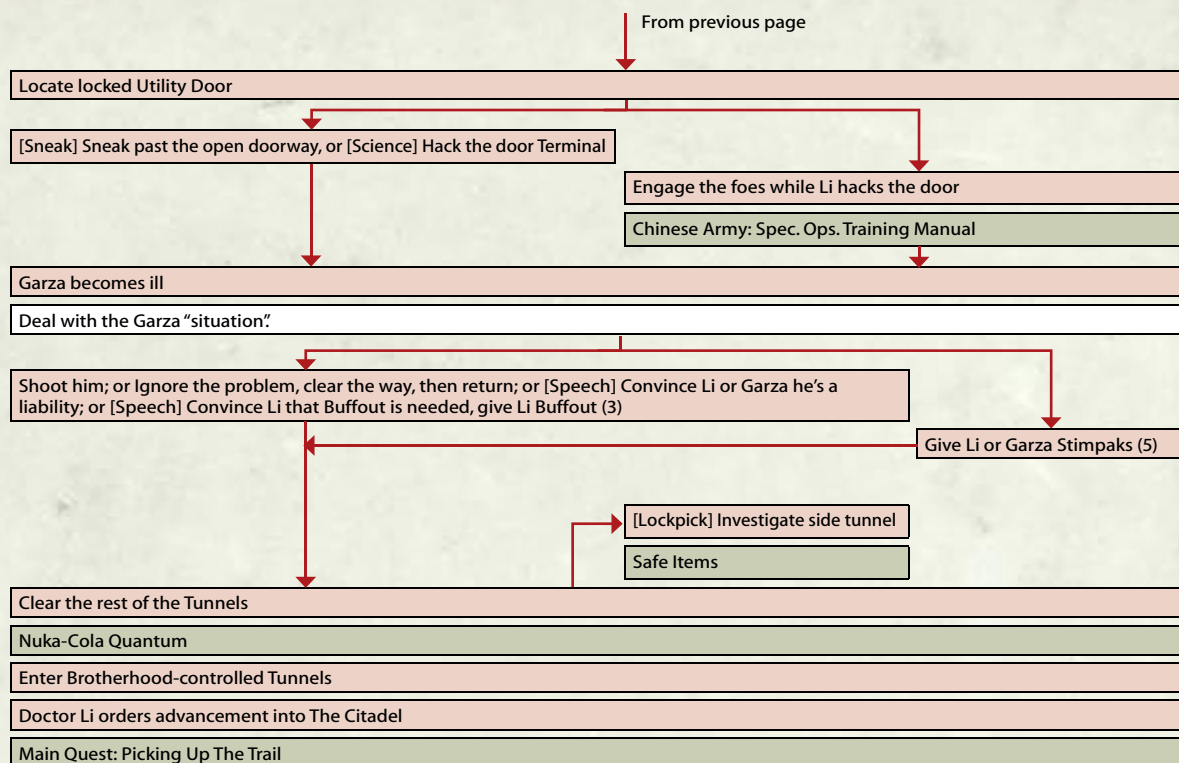 From previous page
Locate locked Utility Door
[Sneak] Sneak past the open doorway, or [Science] Hack the door Terminal
Engage the foes while Li hacks the door
Chinese Army: Spec. Ops. Training Manual
Garza becomes ill
Deal with the Garza “situation”.
Shoot him; or Ignore the problem, clear the way, then return; or [Speech] Convince Li or Garza he's a
liability; or [Speech] Convince Li that Buffout is needed, give Li Buffout (3)
Give Li or Garza Stimpaks (5)
[Lockpick] Investigate side tunnel
Safe Items
Clear the rest of the Tunnels
Nuka-Cola Quantum
Enter Brotherhood-controlled Tunnels
Doctor Li orders advancement into The Citadel
Main Quest: Picking Up The Trail